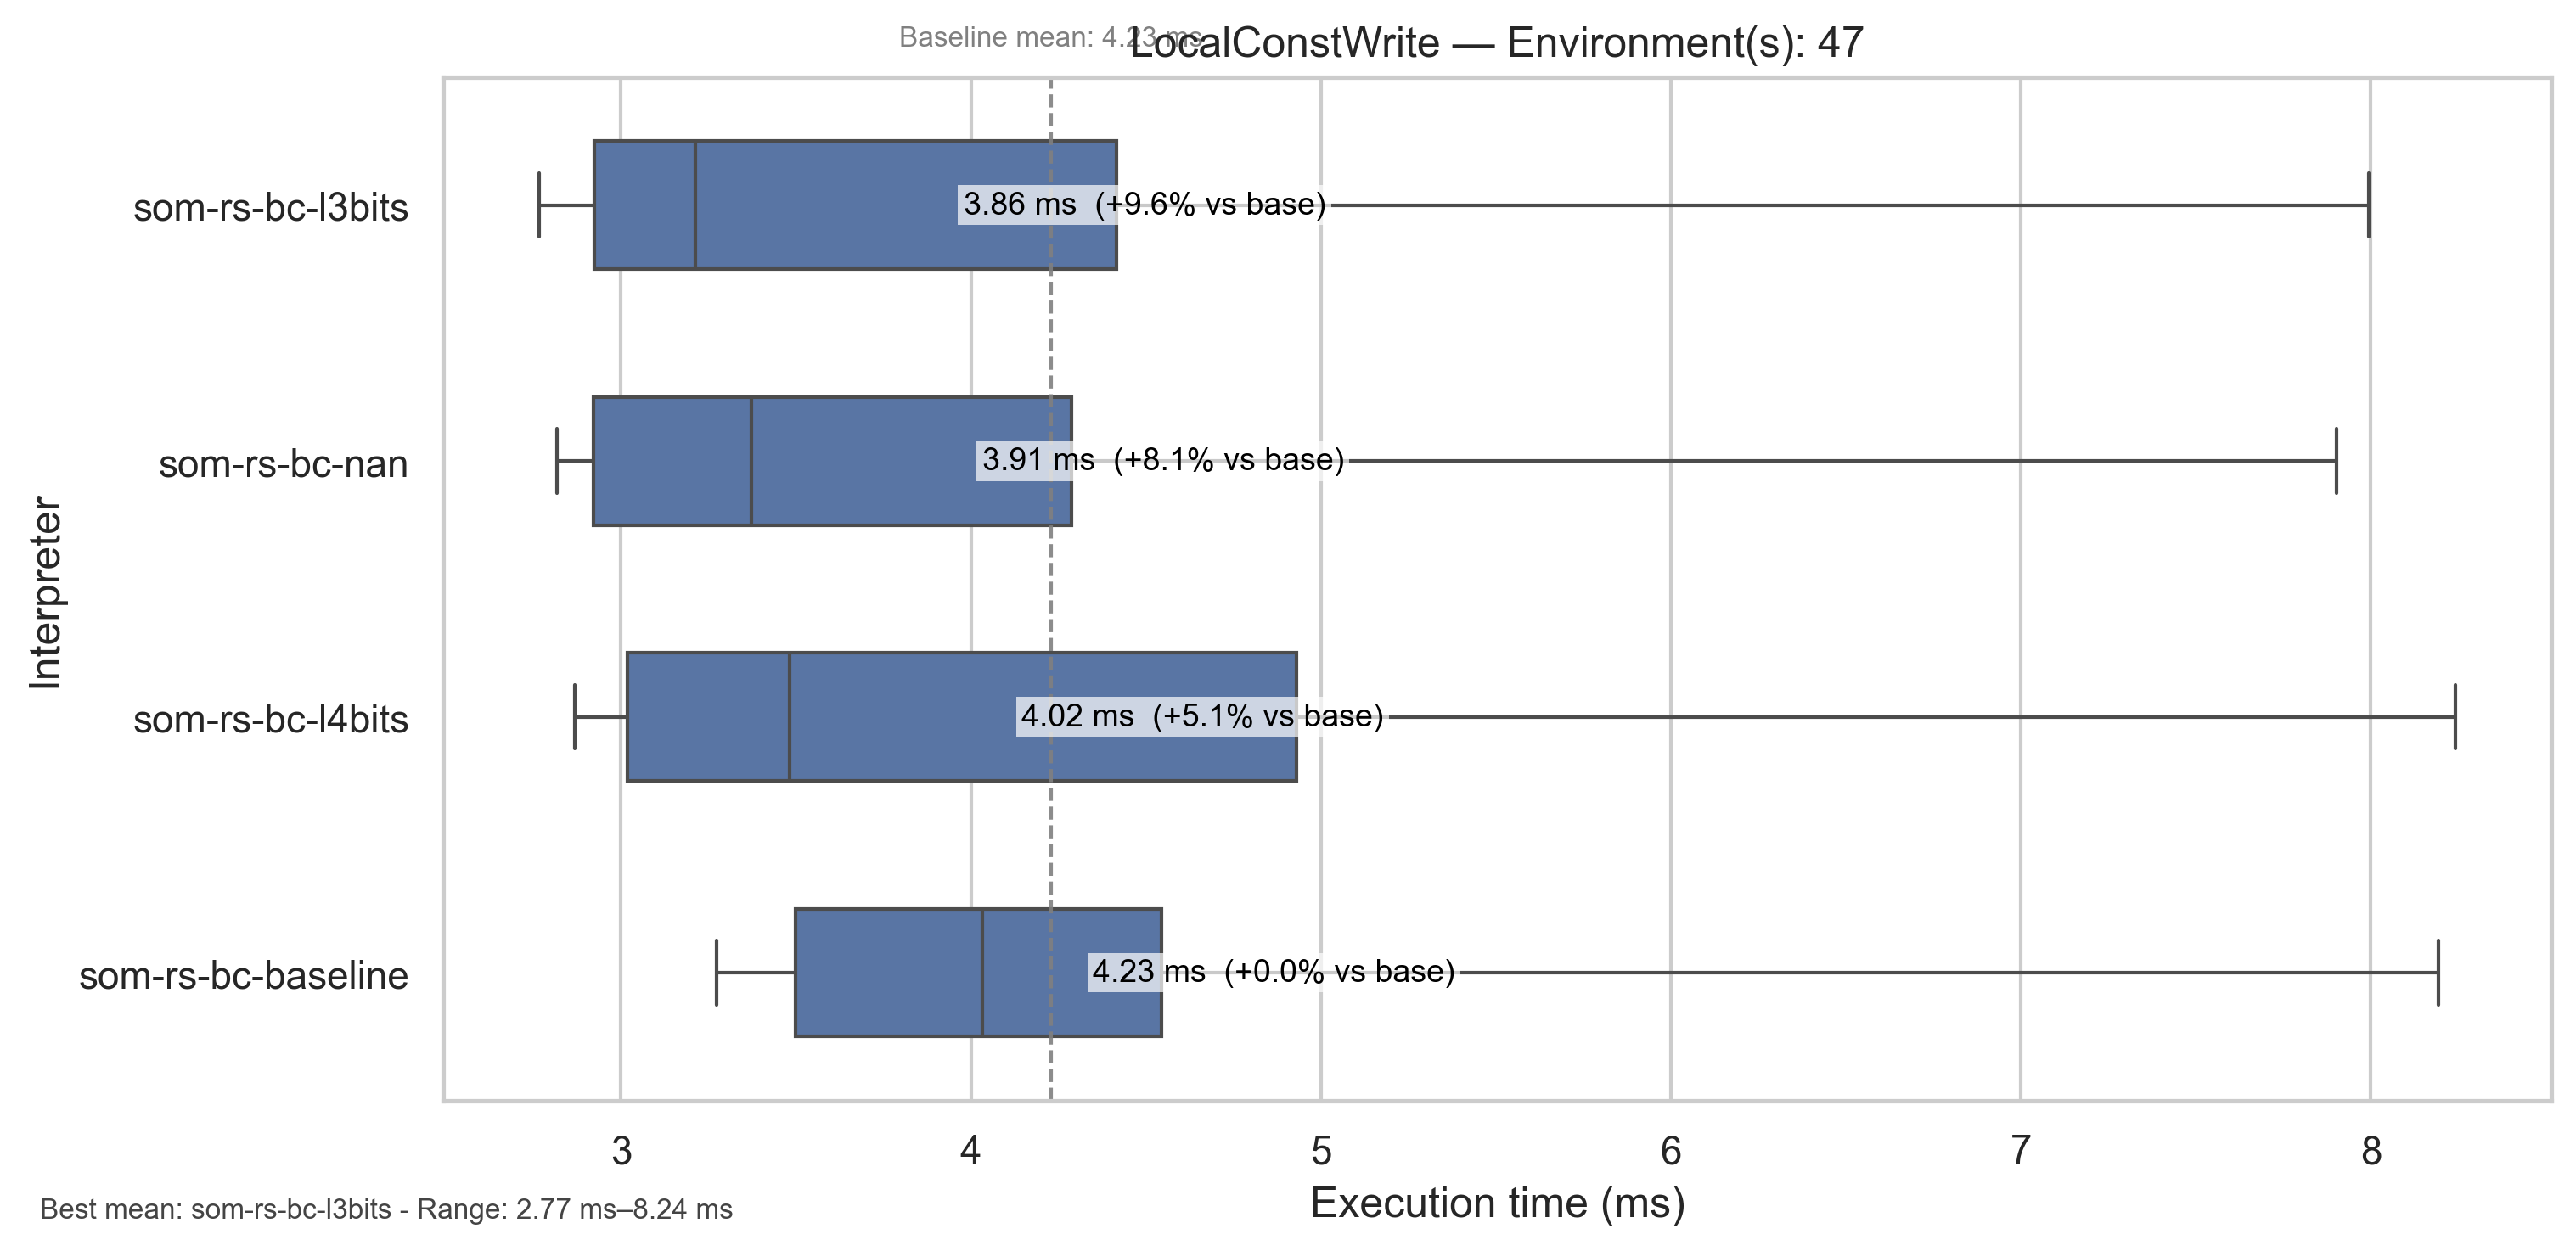 Baseline mean: 4.23 ms
LocalConstWrite — Environment(s): 47
Interpreter
som-rs-bc-l3bits
3.86 ms (+9.6% vs base)
som-rs-bc-nan
3.91 ms (+8.1% vs base)
som-rs-bc-l4bits
4.02 ms (+5.1% vs base)
som-rs-bc-baseline
4.23 ms (+0.0% vs base)
3 4 5 6 7 8
Execution time (ms)
Best mean: som-rs-bc-l3bits - Range: 2.77 ms–8.24 ms